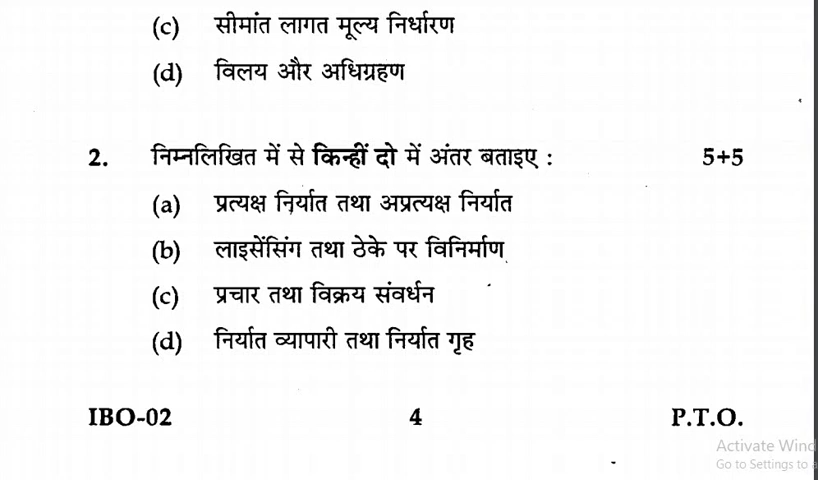 (c) सीमांत लागत मूल्य निर्धारण
(d) विलय और अधिग्रहण
2. निम्नलिखित में से किन्हीं दो में अंतर बताइए : 5+5
(a) प्रत्यक्ष निर्यात तथा अप्रत्यक्ष निर्यात
(b) लाइसेंसिंग तथा ठेके पर विनिर्माण
(c) प्रचार तथा विक्रय संवर्धन
(d) निर्यात व्यापारी तथा निर्यात गृह
IBO-02 4 P.T.O.
Activate Wind
Go to Settings to a